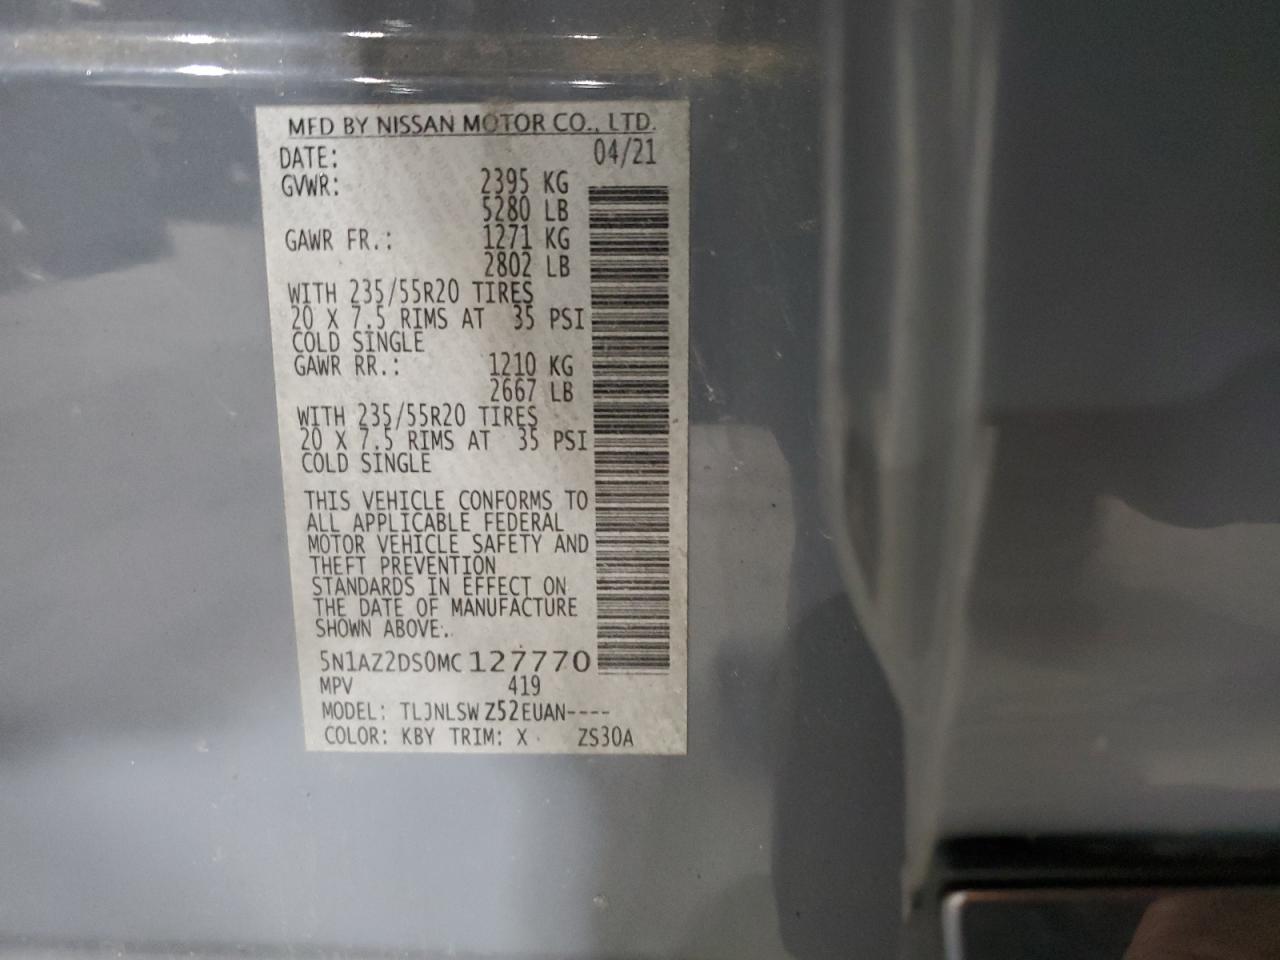 MFD BY NISSAN MOTOR CO., LTD.
DATE: 04/21
GVWR: 2395 KG
5280 LB
GAWR FR.: 1271 KG
2802 LB
WITH 235/55R20 TIRES
20 X 7.5 RIMS AT 35 PSI
COLD SINGLE
GAWR RR.: 1210 KG
2667 LB
WITH 235/55R20 TIRES
20 X 7.5 RIMS AT 35 PSI
COLD SINGLE
THIS VEHICLE CONFORMS TO
ALL APPLICABLE FEDERAL
MOTOR VEHICLE SAFETY AND
THEFT PREVENTION
STANDARDS IN EFFECT ON
THE DATE OF MANUFACTURE
SHOWN ABOVE.
5N1AZ2DS0MC127770
MPV 419
MODEL: TLJNLSWZ52EUAN----
COLOR: KBY TRIM: X ZS30A